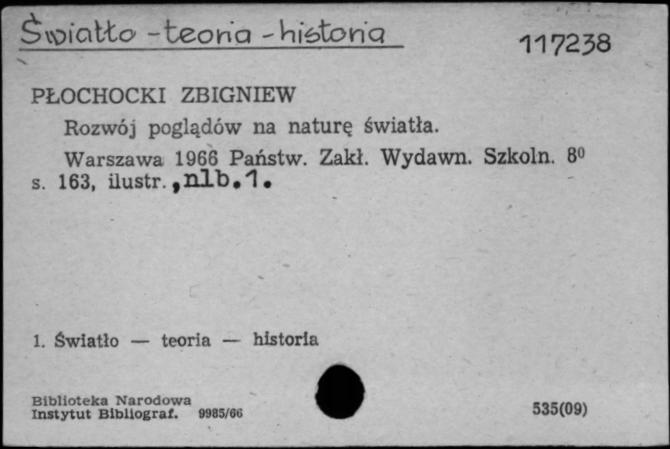 Światło - teoria - historia
117238
PŁOCHOCKI ZBIGNIEW
Rozwój poglądów na naturę światła.
Warszawa 1966 Państw. Zakł. Wydawn. Szkoln. 8⁰
s. 163, ilustr., nlb. 1.
1. Światło — teoria — historia
Biblioteka Narodowa
Instytut Bibliograf. 9985/66
535(09)